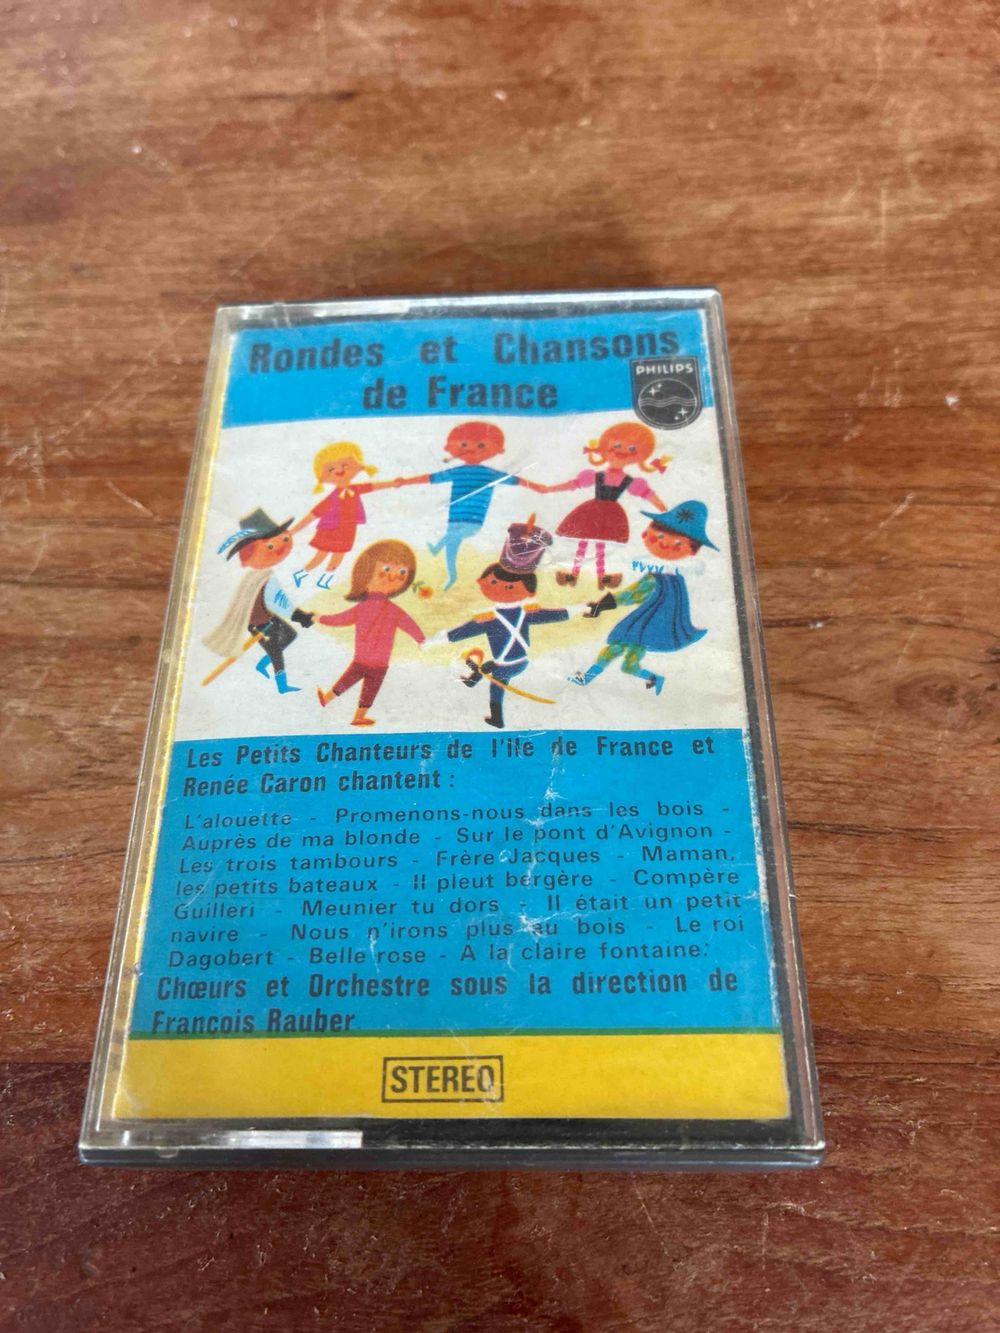 Rondes et Chansons
de France
PHILIPS
Les Petits Chanteurs de l'ile de France et
Renée Caron chantent :
L'alouette - Promenons-nous dans les bois -
Auprès de ma blonde - Sur le pont d'Avignon -
Les trois tambours - Frère Jacques - Maman,
les petits bateaux - Il pleut bergère - Compère
Guilleri - Meunier tu dors - Il était un petit
navire - Nous n'irons plus au bois - Le roi
Dagobert - Belle rose - A la claire fontaine.
Chœurs et Orchestre sous la direction de
François Rauber
STEREO